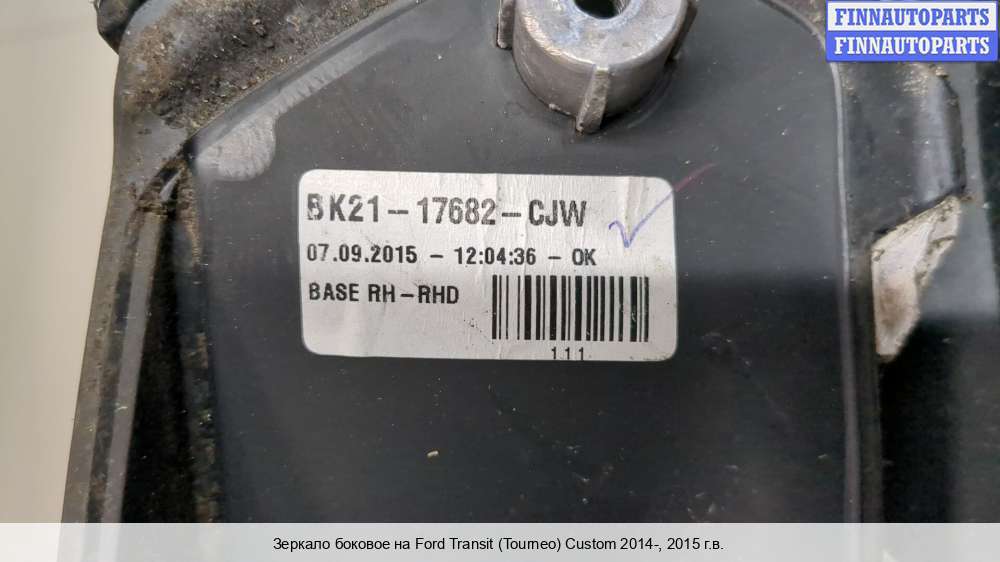 FINNAUTOPARTS
FINNAUTOPARTS
BK21-17682-CJW
07.09.2015 - 12:04:36 - OK
BASE RH-RHD
111
Зеркало боковое на Ford Transit (Tourneo) Custom 2014-, 2015 г.в.